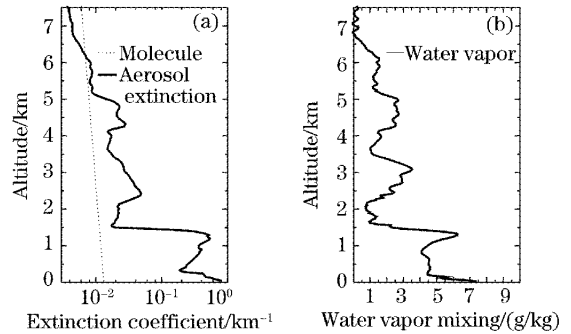 (a)
7
6
5
4
3
2
1
0
Altitude/km
Molecule
Aerosol
extinction
10⁻² 10⁻¹ 10⁰
Extinction coefficient/km⁻¹
(b)
7
6
5
4
3
2
1
0
Altitude/km
Water vapor
1 3 5 7 9
Water vapor mixing/(g/kg)